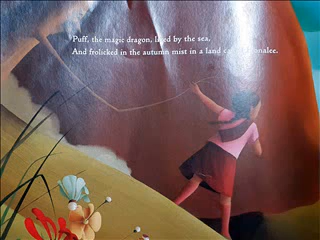 Puff, the magic dragon, lived by the sea,
And frolicked in the autumn mist in a land